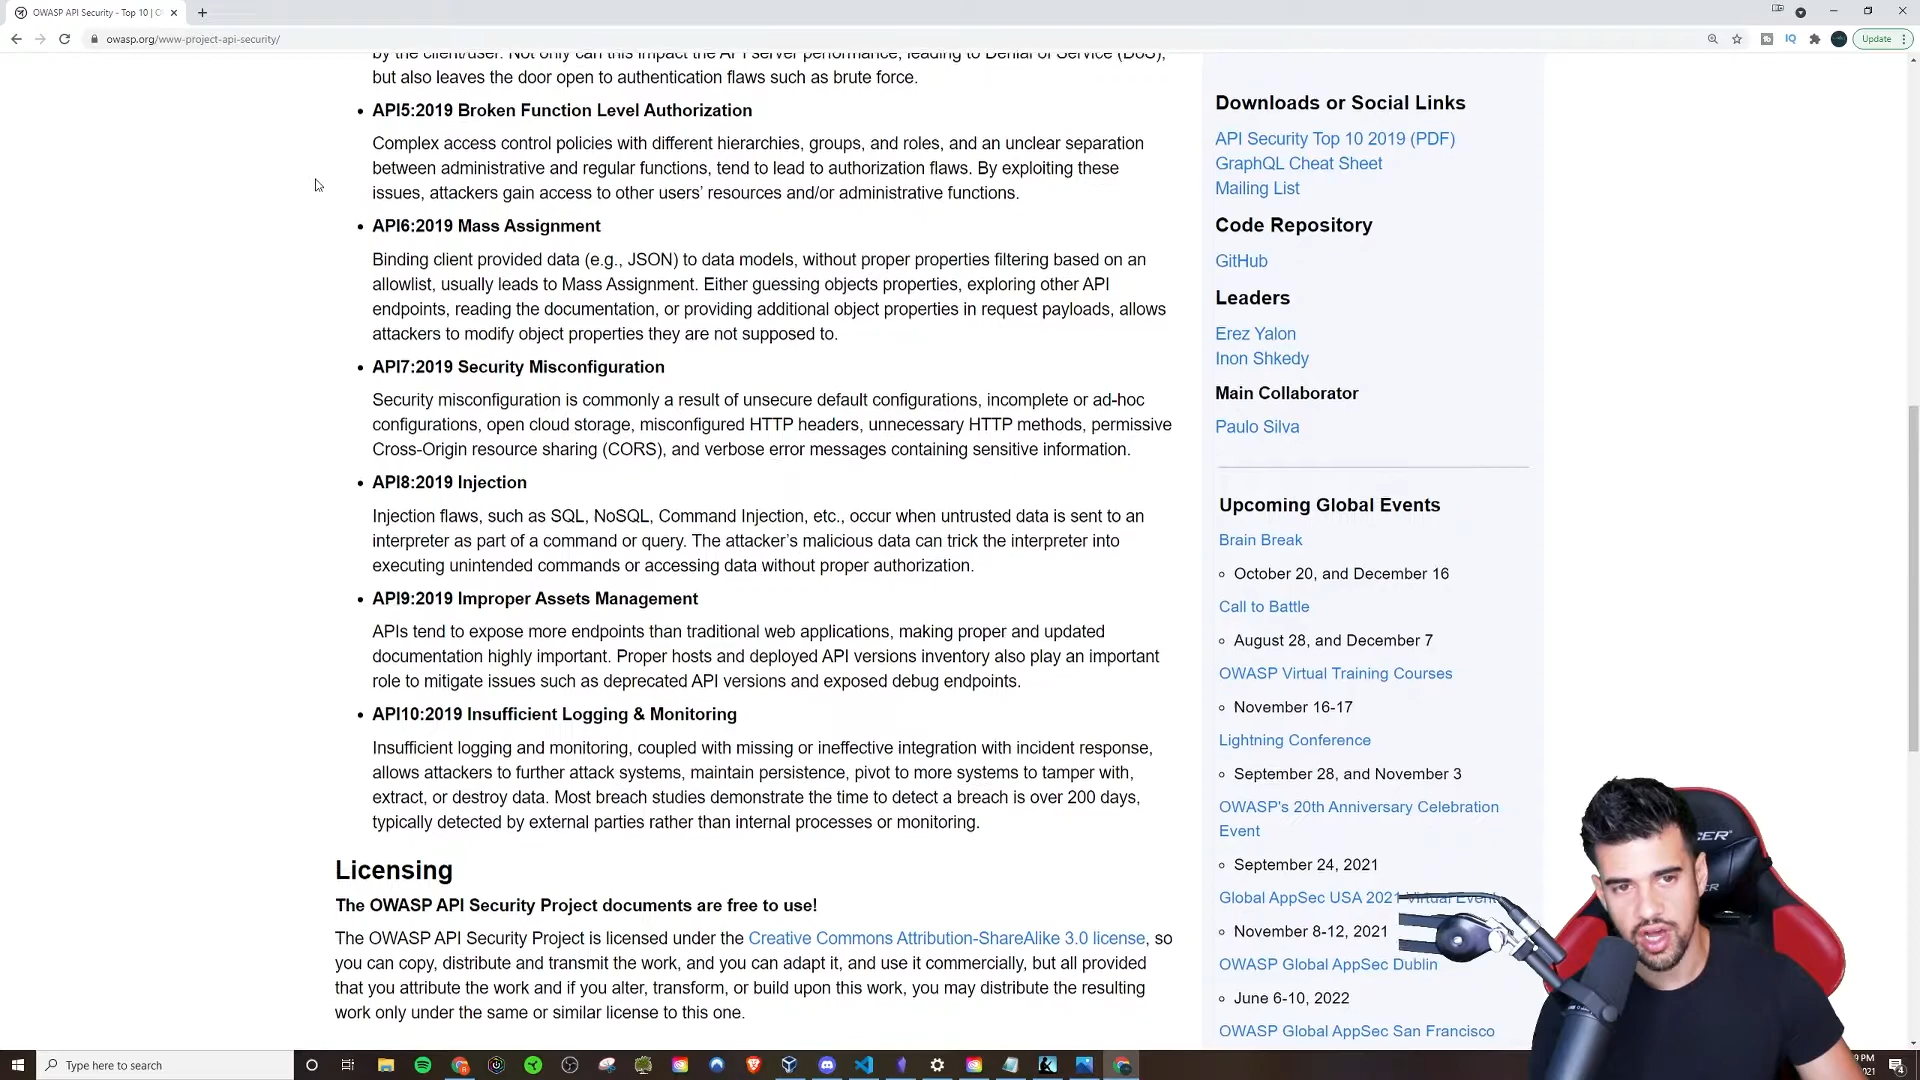 OWASP API Security - Top 10 | O
owasp.org/www-project-api-security/
IQ
Update
by the client/user. Not only can this impact the API server performance, leading to Denial of Service (DoS),
but also leaves the door open to authentication flaws such as brute force.
• API5:2019 Broken Function Level Authorization
Complex access control policies with different hierarchies, groups, and roles, and an unclear separation
between administrative and regular functions, tend to lead to authorization flaws. By exploiting these
issues, attackers gain access to other users’ resources and/or administrative functions.
• API6:2019 Mass Assignment
Binding client provided data (e.g., JSON) to data models, without proper properties filtering based on an
allowlist, usually leads to Mass Assignment. Either guessing objects properties, exploring other API
endpoints, reading the documentation, or providing additional object properties in request payloads, allows
attackers to modify object properties they are not supposed to.
• API7:2019 Security Misconfiguration
Security misconfiguration is commonly a result of unsecure default configurations, incomplete or ad-hoc
configurations, open cloud storage, misconfigured HTTP headers, unnecessary HTTP methods, permissive
Cross-Origin resource sharing (CORS), and verbose error messages containing sensitive information.
• API8:2019 Injection
Injection flaws, such as SQL, NoSQL, Command Injection, etc., occur when untrusted data is sent to an
interpreter as part of a command or query. The attacker’s malicious data can trick the interpreter into
executing unintended commands or accessing data without proper authorization.
• API9:2019 Improper Assets Management
APIs tend to expose more endpoints than traditional web applications, making proper and updated
documentation highly important. Proper hosts and deployed API versions inventory also play an important
role to mitigate issues such as deprecated API versions and exposed debug endpoints.
• API10:2019 Insufficient Logging & Monitoring
Insufficient logging and monitoring, coupled with missing or ineffective integration with incident response,
allows attackers to further attack systems, maintain persistence, pivot to more systems to tamper with,
extract, or destroy data. Most breach studies demonstrate the time to detect a breach is over 200 days,
typically detected by external parties rather than internal processes or monitoring.
Licensing
The OWASP API Security Project documents are free to use!
The OWASP API Security Project is licensed under the Creative Commons Attribution-ShareAlike 3.0 license, so
you can copy, distribute and transmit the work, and you can adapt it, and use it commercially, but all provided
that you attribute the work and if you alter, transform, or build upon this work, you may distribute the resulting
work only under the same or similar license to this one.
Downloads or Social Links
API Security Top 10 2019 (PDF)
GraphQL Cheat Sheet
Mailing List
Code Repository
GitHub
Leaders
Erez Yalon
Inon Shkedy
Main Collaborator
Paulo Silva
Upcoming Global Events
Brain Break
October 20, and December 16
Call to Battle
August 28, and December 7
OWASP Virtual Training Courses
November 16-17
Lightning Conference
September 28, and November 3
OWASP's 20th Anniversary Celebration
Event
September 24, 2021
Global AppSec USA 2021 Virtual Event
November 8-12, 2021
OWASP Global AppSec Dublin
June 6-10, 2022
OWASP Global AppSec San Francisco
Type here to search